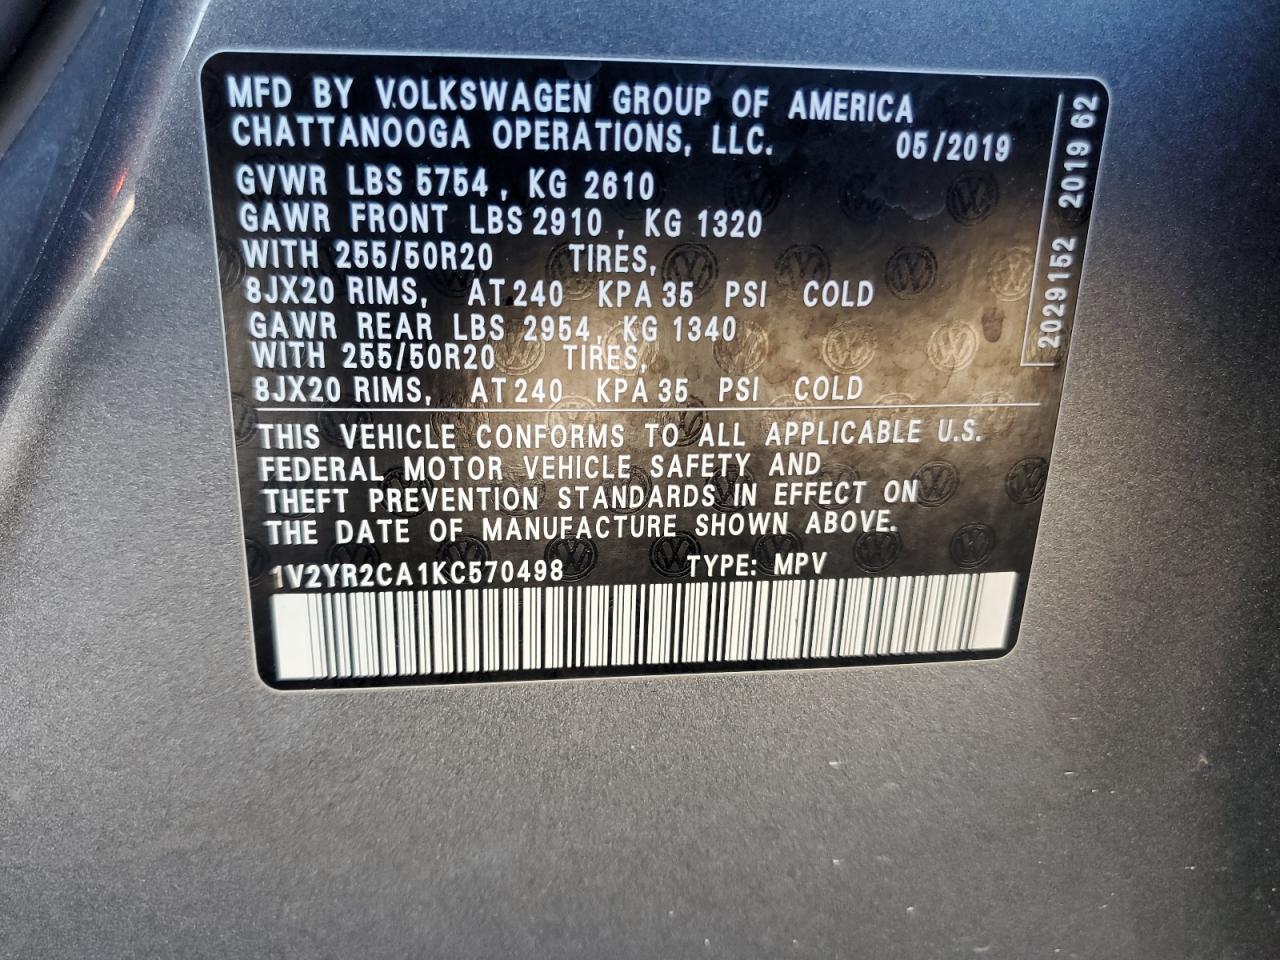 MFD BY VOLKSWAGEN GROUP OF AMERICA
CHATTANOOGA OPERATIONS, LLC. 05/2019
GVWR LBS 5754, KG 2610
GAWR FRONT LBS 2910, KG 1320
WITH 255/50R20 TIRES,
8JX20 RIMS, AT 240 KPA 35 PSI COLD
GAWR REAR LBS 2954, KG 1340
WITH 255/50R20 TIRES,
8JX20 RIMS, AT 240 KPA 35 PSI COLD
THIS VEHICLE CONFORMS TO ALL APPLICABLE U.S.
FEDERAL MOTOR VEHICLE SAFETY AND
THEFT PREVENTION STANDARDS IN EFFECT ON
THE DATE OF MANUFACTURE SHOWN ABOVE.
1V2YR2CA1KC570498 TYPE: MPV
2029152 2019 62